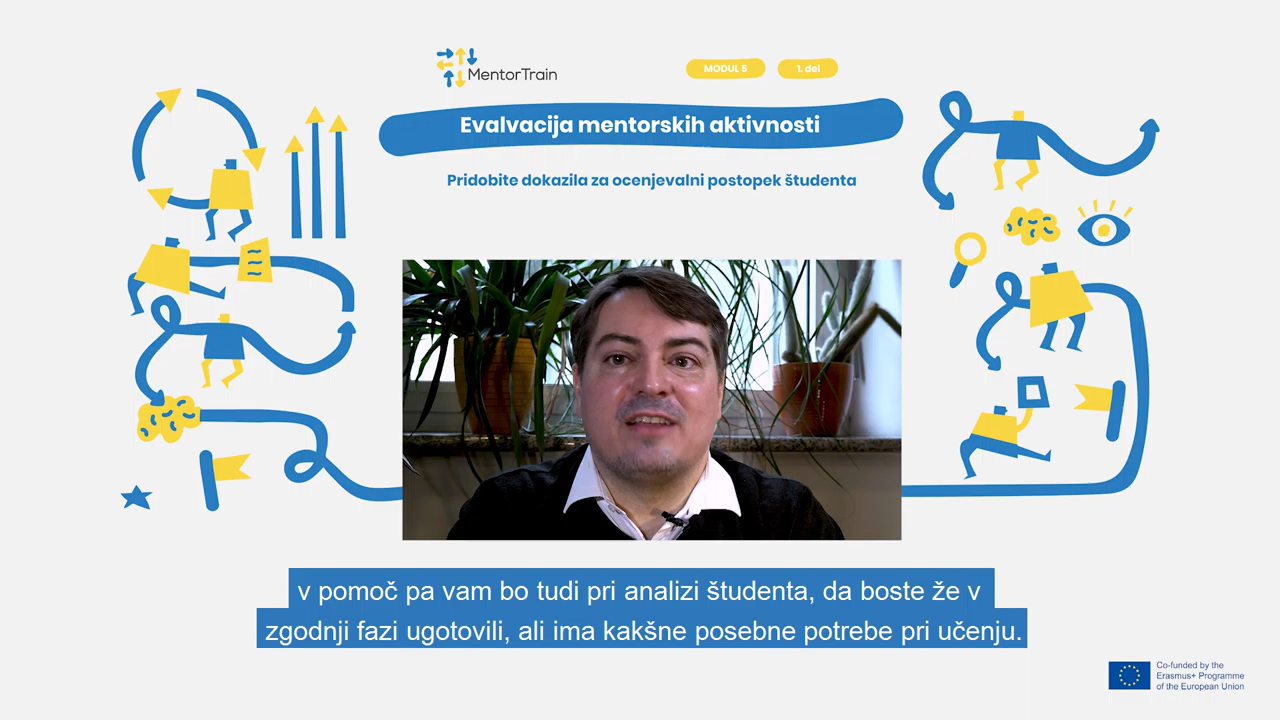 MentorTrain
MODUL 5
1. del
Evalvacija mentorskih aktivnosti
Pridobite dokazila za ocenjevalni postopek študenta
v pomoč pa vam bo tudi pri analizi študenta, da boste že v
zgodnji fazi ugotovili, ali ima kakšne posebne potrebe pri učenju.
Co-funded by the
Erasmus+ Programme
of the European Union